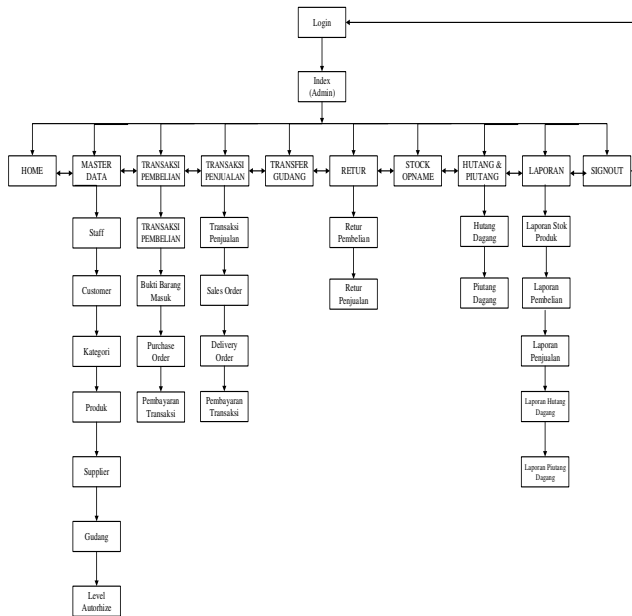 Login
Index
(Admin)
HOME
MASTER
DATA
TRANSAKSI
PEMBELIAN
TRANSAKSI
PENJUALAN
TRANSFER
GUDANG
RETUR
STOCK
OPNAME
HUTANG &
PIUTANG
LAPORAN
SIGNOUT
Staff
Customer
Kategori
Produk
Supplier
Gudang
Level
Autorhize
TRANSAKSI
PEMBELIAN
Bukti Barang
Masuk
Purchase
Order
Pembayaran
Transaksi
Transaksi
Penjualan
Sales Order
Delivery
Order
Pembayaran
Transaksi
Retur
Pembelian
Retur
Penjualan
Hutang
Dagang
Piutang
Dagang
Laporan Stok
Produk
Laporan
Pembelian
Laporan
Penjualan
Laporan Hutang
Dagang
Laporan Piutang
Dagang